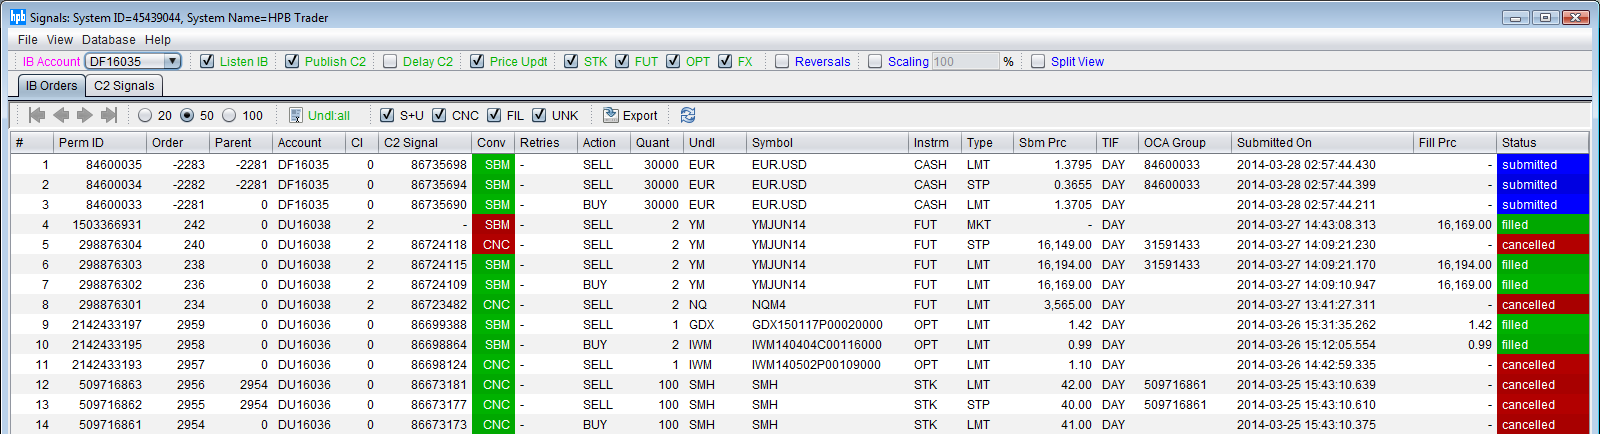 hpb Signals: System ID=45439044, System Name=HPB Trader
File View Database Help
IB Account DF16035 Listen IB Publish C2 Delay C2 Price Updt STK FUT OPT FX Reversals Scaling 100 % Split View
IB Orders C2 Signals
20 50 100 Undl:all S+U CNC FIL UNK Export
# Perm ID Order Parent Account Cl C2 Signal Conv Retries Action Quant Undl Symbol Instrm Type Sbm Prc TIF OCA Group Submitted On Fill Prc Status
1 84600035 -2283 -2281 DF16035 0 86735698 SBM - SELL 30000 EUR EUR.USD CASH LMT 1.3795 DAY 84600033 2014-03-28 02:57:44.430 - submitted
2 84600034 -2282 -2281 DF16035 0 86735694 SBM - SELL 30000 EUR EUR.USD CASH STP 0.3655 DAY 84600033 2014-03-28 02:57:44.399 - submitted
3 84600033 -2281 0 DF16035 0 86735690 SBM - BUY 30000 EUR EUR.USD CASH LMT 1.3705 DAY 2014-03-28 02:57:44.211 - submitted
4 1503366931 242 0 DU16038 2 - SBM - SELL 2 YM YMJUN14 FUT MKT - DAY 2014-03-27 14:43:08.313 16,169.00 filled
5 298876304 240 0 DU16038 2 86724118 CNC - SELL 2 YM YMJUN14 FUT STP 16,149.00 DAY 31591433 2014-03-27 14:09:21.230 - cancelled
6 298876303 238 0 DU16038 2 86724115 SBM - SELL 2 YM YMJUN14 FUT LMT 16,194.00 DAY 31591433 2014-03-27 14:09:21.170 16,194.00 filled
7 298876302 236 0 DU16038 2 86724109 SBM - BUY 2 YM YMJUN14 FUT LMT 16,169.00 DAY 2014-03-27 14:09:10.947 16,169.00 filled
8 298876301 234 0 DU16038 2 86723482 CNC - SELL 2 NQ NQM4 FUT LMT 3,565.00 DAY 2014-03-27 13:41:27.311 - cancelled
9 2142433197 2959 0 DU16036 0 86699388 SBM - SELL 1 GDX GDX150117P00020000 OPT LMT 1.42 DAY 2014-03-26 15:31:35.262 1.42 filled
10 2142433195 2958 0 DU16036 0 86698864 SBM - BUY 2 IWM IWM140404C00116000 OPT LMT 0.99 DAY 2014-03-26 15:12:05.554 0.99 filled
11 2142433193 2957 0 DU16036 0 86698124 CNC - SELL 1 IWM IWM140502P00109000 OPT LMT 1.10 DAY 2014-03-26 14:42:59.335 - cancelled
12 509716863 2956 2954 DU16036 0 86673181 CNC - SELL 100 SMH SMH STK LMT 42.00 DAY 509716861 2014-03-25 15:43:10.639 - cancelled
13 509716862 2955 2954 DU16036 0 86673177 CNC - SELL 100 SMH SMH STK STP 40.00 DAY 509716861 2014-03-25 15:43:10.610 - cancelled
14 509716861 2954 0 DU16036 0 86673173 CNC - BUY 100 SMH SMH STK LMT 41.00 DAY 2014-03-25 15:43:10.375 - cancelled